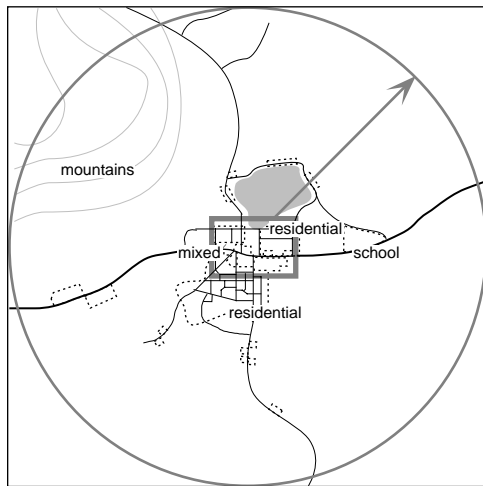 mountains
residential
mixed
school
residential